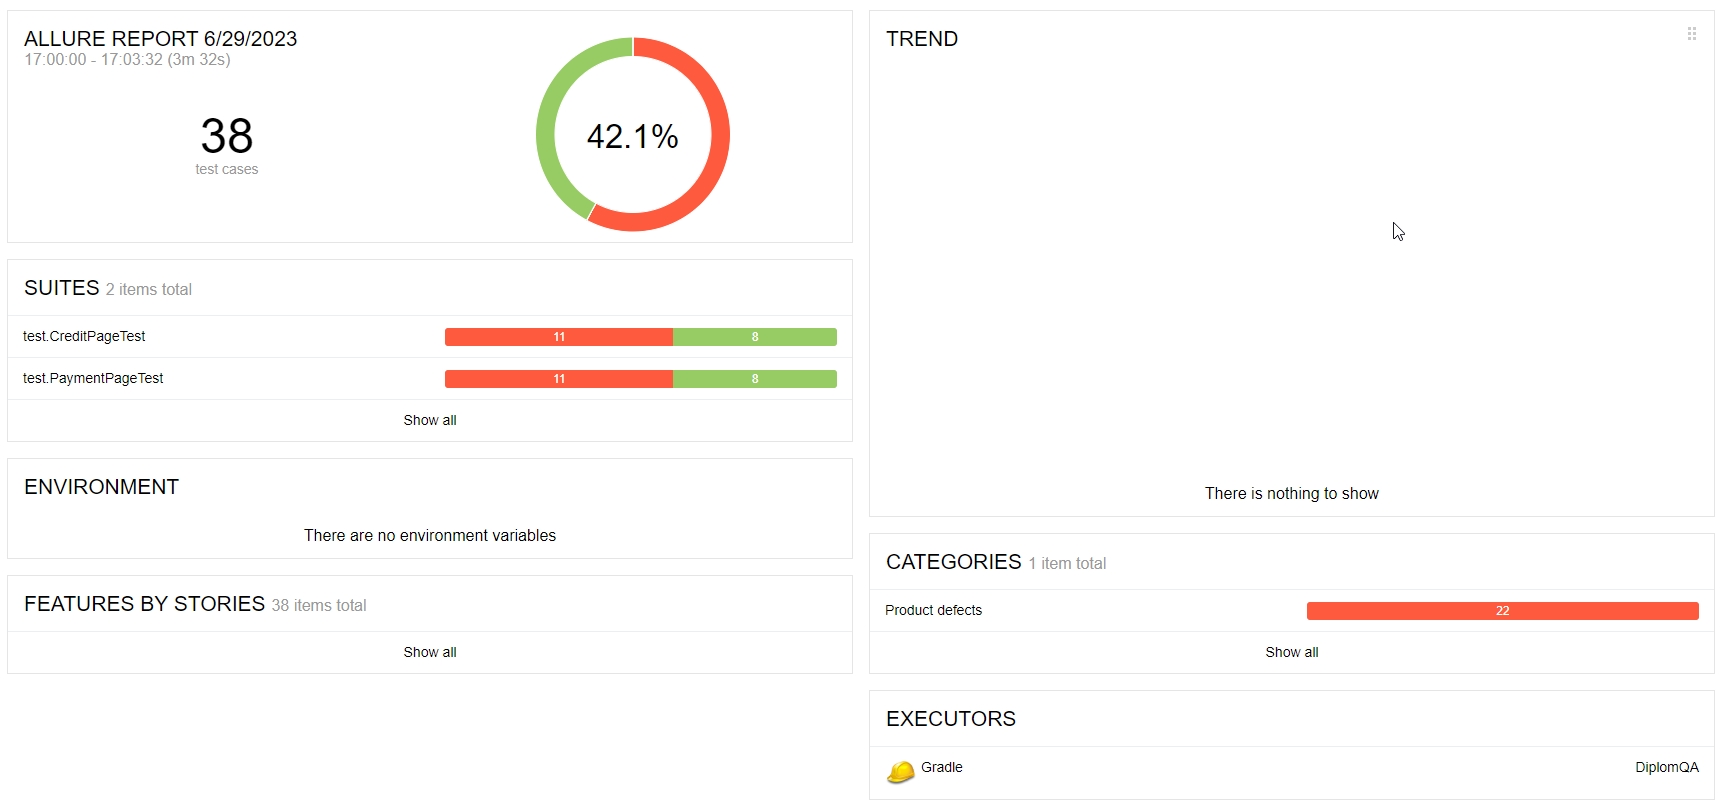 ALLURE REPORT 6/29/2023
17:00:00 - 17:03:32 (3m 32s)
38
test cases
42.1%
SUITES 2 items total
test.CreditPageTest 11 8
test.PaymentPageTest 11 8
Show all
ENVIRONMENT
There are no environment variables
FEATURES BY STORIES 38 items total
Show all
TREND
There is nothing to show
CATEGORIES 1 item total
Product defects 22
Show all
EXECUTORS
Gradle DiplomQA